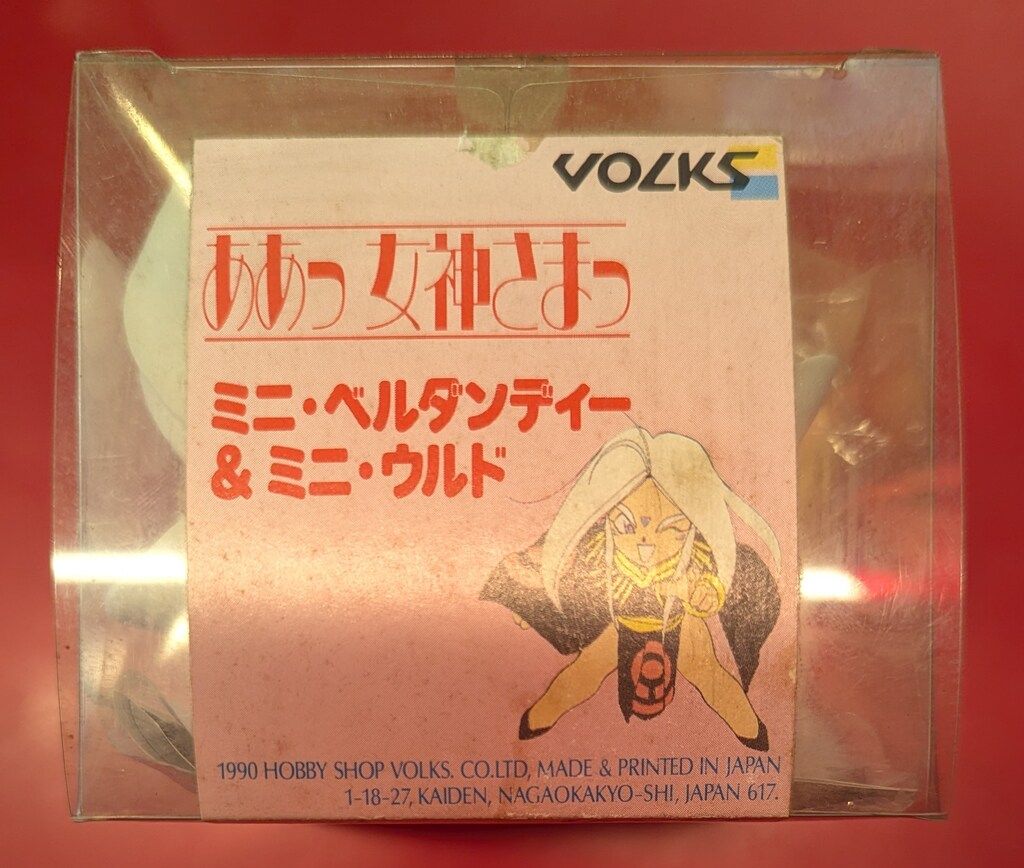 VOLKS
ああっ女神さまっ
ミニ・ベルダンディー
&ミニ・ウルド
1990 HOBBY SHOP VOLKS. CO.LTD, MADE & PRINTED IN JAPAN
1-18-27, KAIDEN, NAGAOKAKYO-SHI, JAPAN 617.